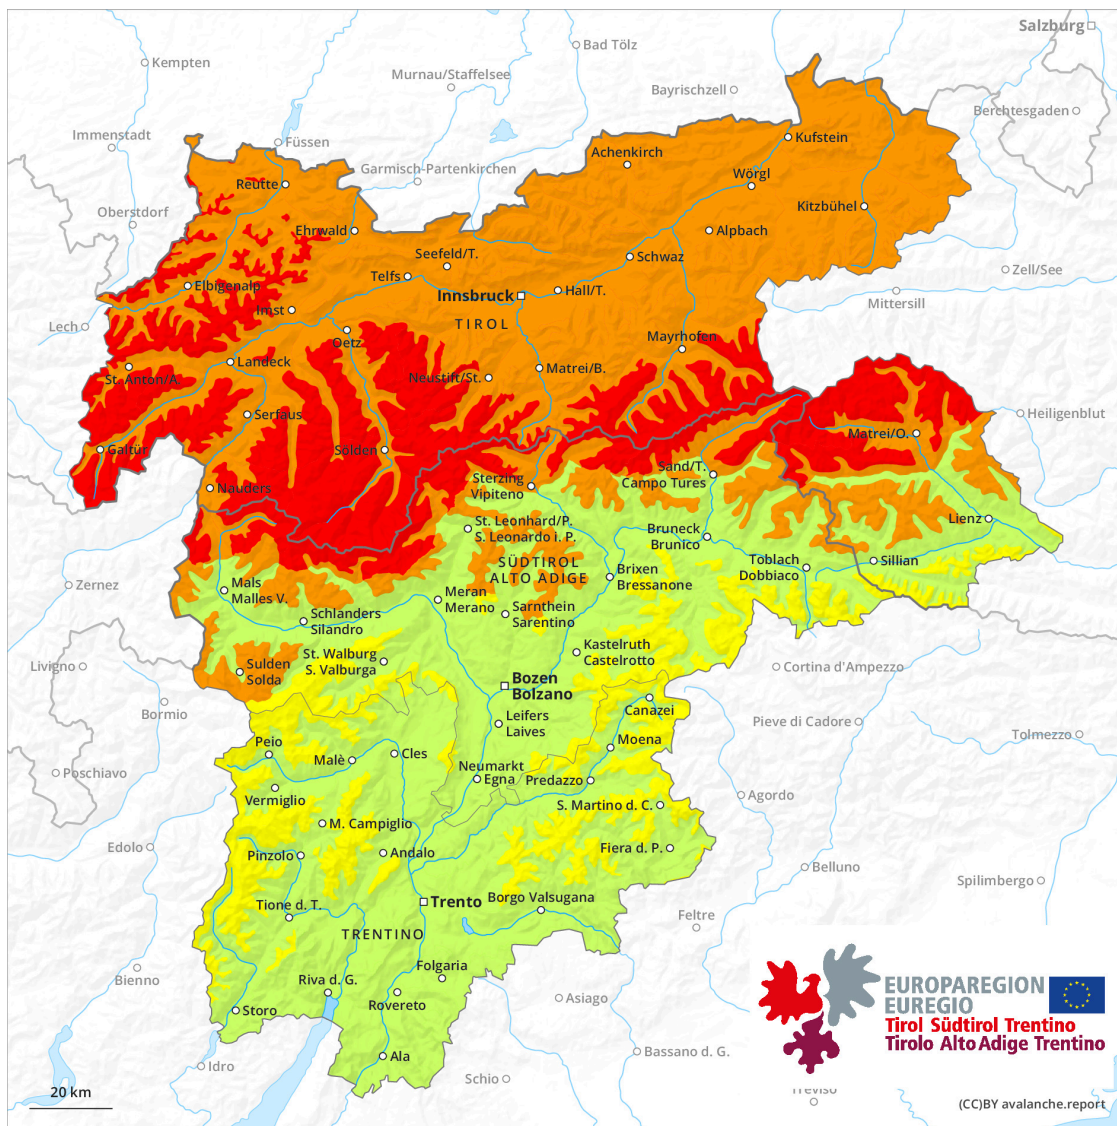 Salzburg
Bad Tölz
Kempten
Murnau/Staffelsee
Bayrischzell
Berchtesgaden
Immenstadt
Füssen
Kufstein
Achenkirch
Garmisch-Partenkirchen
Wörgl
Reutte
Oberstdorf
Kitzbühel
Ehrwald
Alpbach
Seefeld/T.
Schwaz
Zell/See
Telfs
Elbigenalp
Hall/T.
Innsbruck
Mittersill
Imst
TIROL
Lech
Oetz
Mayrhofen
Landeck
Matrei/B.
St. Anton/A.
Neustift/St.
Serfaus
Heiligenblut
Matrei/O.
Galtür
Sölden
Sand/T.
Campo Tures
Sterzing
Vipiteno
Nauders
St. Leonhard/P.
S. Leonardo i. P.
Lienz
Bruneck
Brunico
SÜDTIROL
ALTO ADIGE
Toblach
Dobbiaco
Sillian
Brixen
Bressanone
Zernez
Mals
Malles V.
Meran
Merano
Sarnthein
Sarentino
Schlanders
Silandro
Kastelruth
Castelrotto
St. Walburg
S. Valburga
Livigno
Sulden
Solda
Cortina d'Ampezzo
Bozen
Bolzano
Bormio
Canazei
Leifers
Laives
Pieve di Cadore
Tolmezzo
Peio
Moena
Cles
Malè
Poschiavo
Neumarkt
Egna
Predazzo
Vermiglio
Agordo
S. Martino d. C.
M. Campiglio
Edolo
Fiera d. P.
Andalo
Pinzolo
Belluno
Spilimbergo
Borgo Valsugana
Trento
Tione d. T.
Feltre
TRENTINO
Folgaria
Bienno
Riva d. G.
EUROPAREGION
EUREGIO
Tirol Südtirol Trentino
Tirolo Alto Adige Trentino
Asiago
Rovereto
Storo
Bassano d. G.
Ala
Idro
Schio
20 km
Treviso
(CC)BY avalanche.report